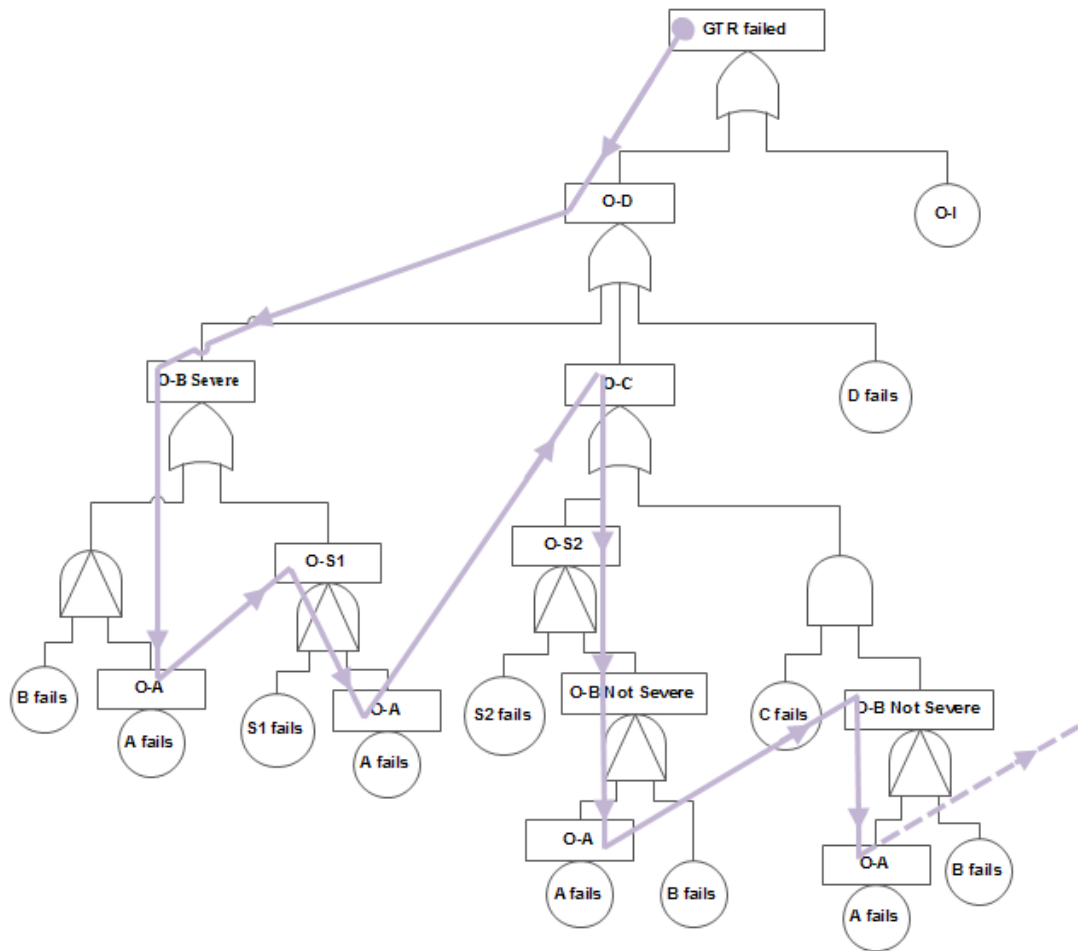 GTR failed
O-D
O-I
O-B Severe
O-C
D fails
O-S2
O-S1
B fails
O-A
A fails
S1 fails
O-A
A fails
S2 fails
O-B Not Severe
C fails
O-B Not Severe
O-A
A fails
B fails
O-A
A fails
B fails